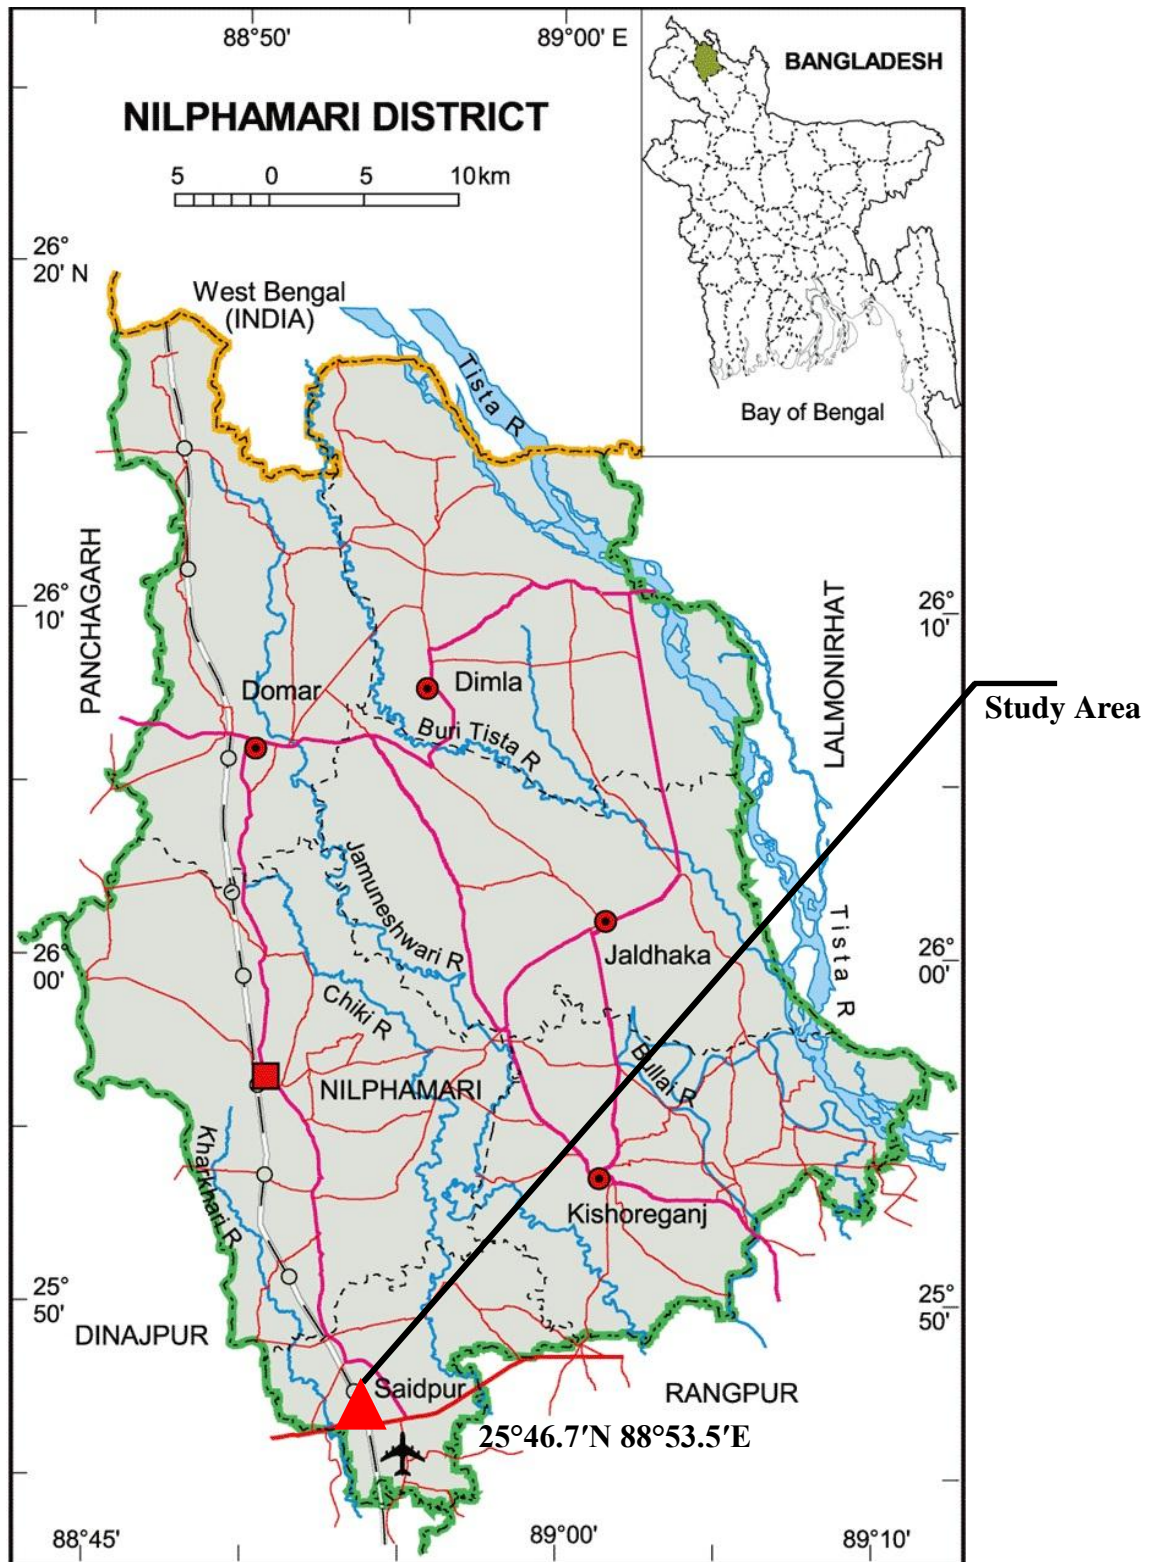 88°50'
89°00' E
BANGLADESH
NILPHAMARI DISTRICT
5 0 5 10km
26°
20' N
West Bengal
(INDIA)
Tista R
Bay of Bengal
PANCHAGARH
26°
10'
LALMONIRHAT
26°
10'
Domar
Dimla
Study Area
Buri Tista R
Jamuneshwari R
Jaldhaka
Tista R
26°
00'
26°
00'
Chiki R
Bullai R
NILPHAMARI
Kharkhari R
Kishoreganj
25°
50'
25°
50'
DINAJPUR
Saidpur
RANGPUR
25°46.7′N 88°53.5′E
88°45'
89°00'
89°10'